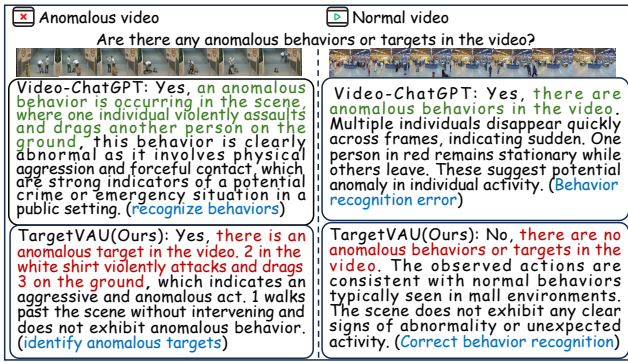 Anomalous video
Normal video
Are there any anomalous behaviors or targets in the video?
Video-ChatGPT: Yes, an anomalous
behavior is occurring in the scene,
where one individual violently assaults
and drags another person on the
ground, this behavior is clearly
abnormal as it involves physical
aggression and forceful contact, which
are strong indicators of a potential
crime or emergency situation in a
public setting. (recognize behaviors)
Video-ChatGPT: Yes, there are
anomalous behaviors in the video.
Multiple individuals disappear quickly
across frames, indicating sudden. One
person in red remains stationary while
others leave. These suggest potential
anomaly in individual activity. (Behavior
recognition error)
TargetVAU(Ours): Yes, there is an
anomalous target in the video. 2 in the
white shirt violently attacks and drags
3 on the ground, which indicates an
aggressive and anomalous act. 1 walks
past the scene without intervening and
does not exhibit anomalous behavior.
(identify anomalous targets)
TargetVAU(Ours): No, there are no
anomalous behaviors or targets in the
video. The observed actions are
consistent with normal behaviors
typically seen in mall environments.
The scene does not exhibit any clear
signs of abnormality or unexpected
activity. (Correct behavior recognition)